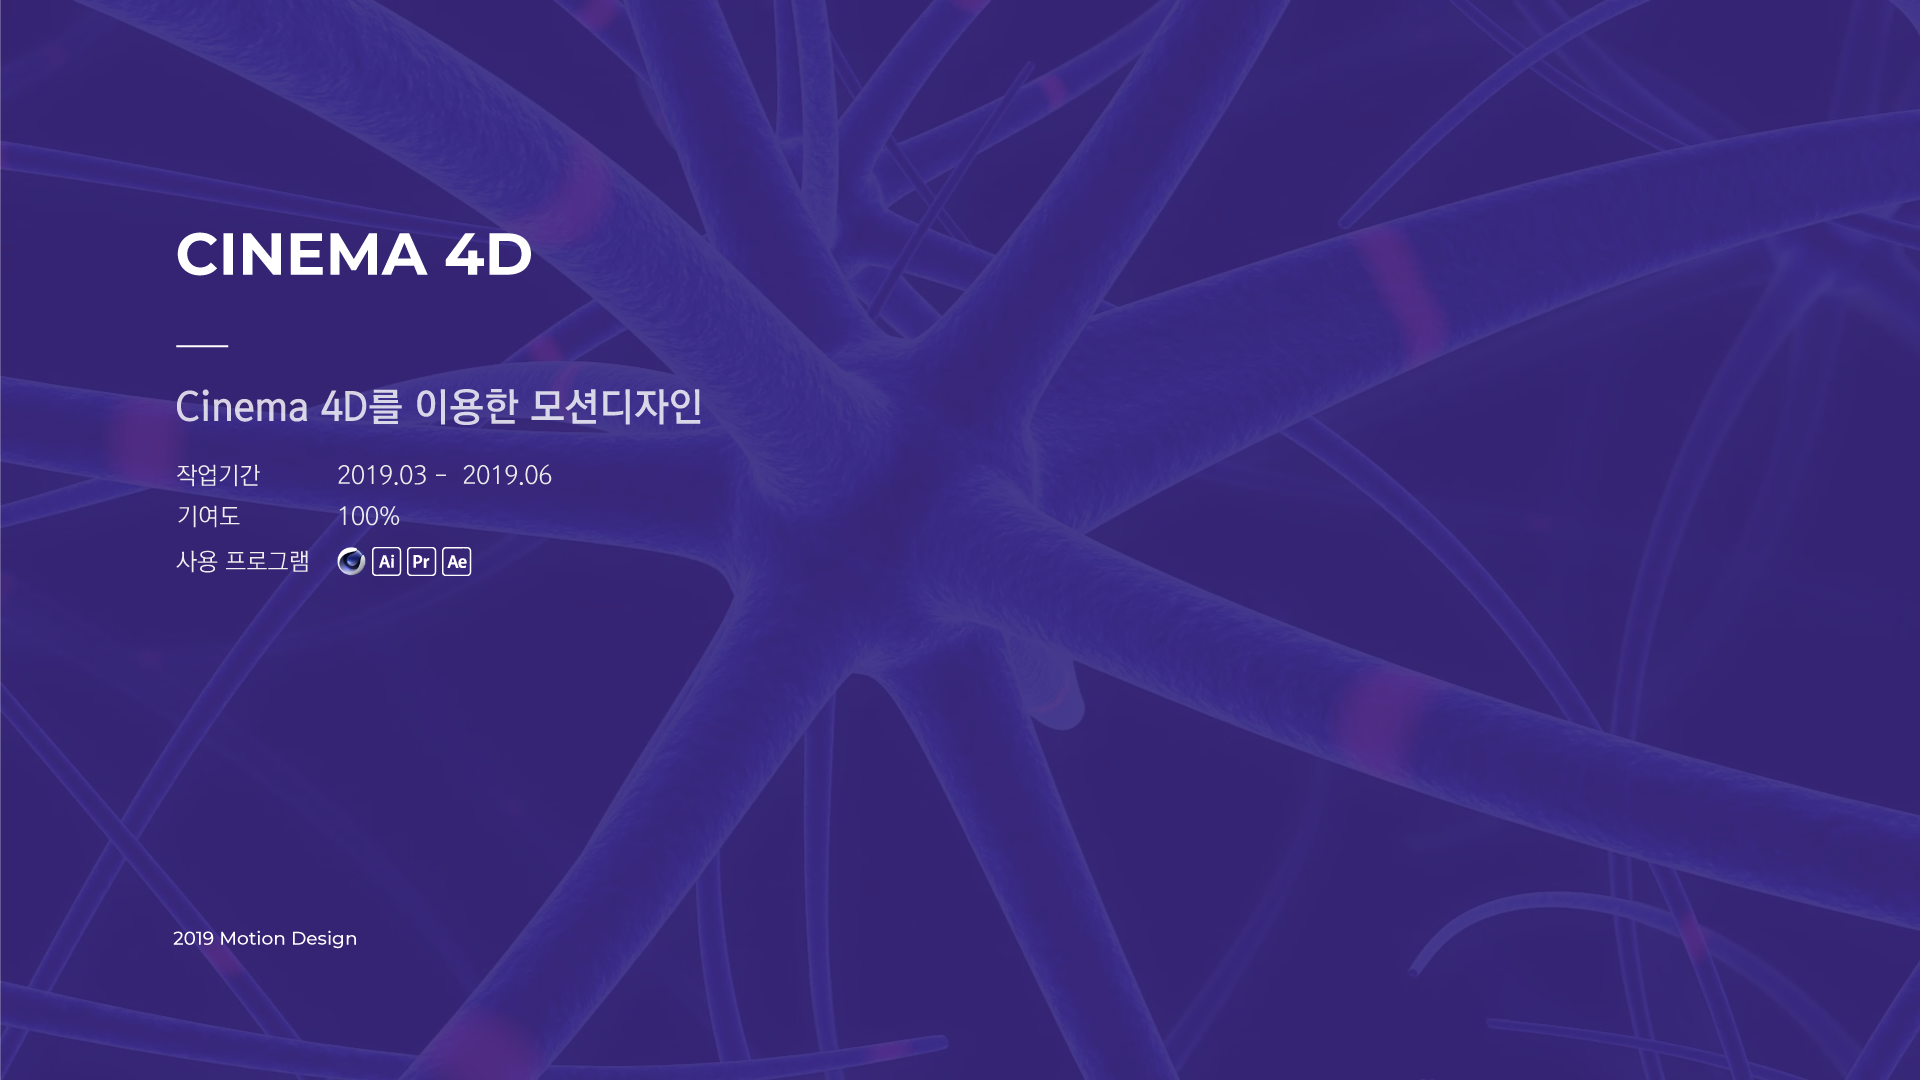 CINEMA 4D
Cinema 4D를 이용한 모션디자인
작업기간 2019.03 - 2019.06
기여도 100%
사용 프로그램 Ai Pr Ae
2019 Motion Design